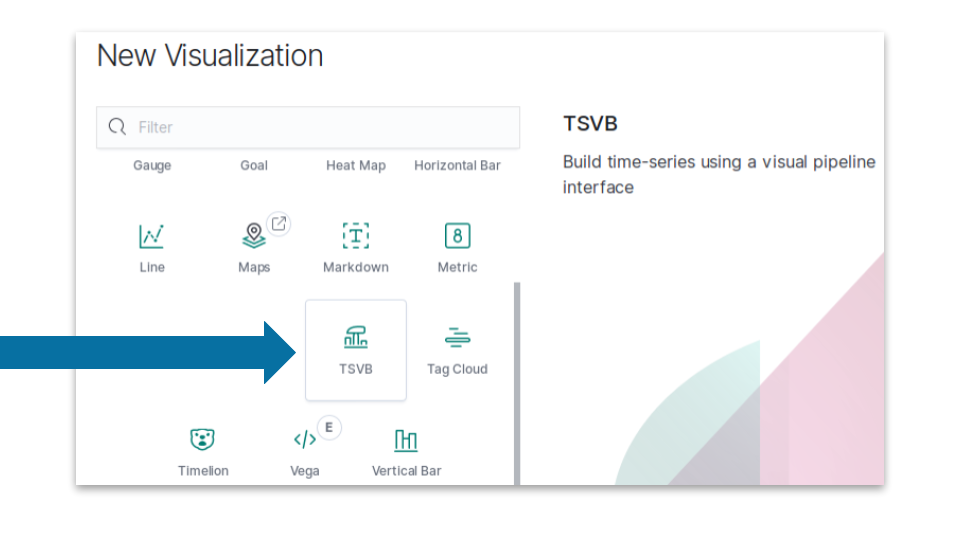 New Visualization
Filter
TSVB
Build time-series using a visual pipeline
interface
Gauge Goal Heat Map Horizontal Bar
T 8
Line Maps Markdown Metric
TSVB Tag Cloud
E
Timelion Vega Vertical Bar